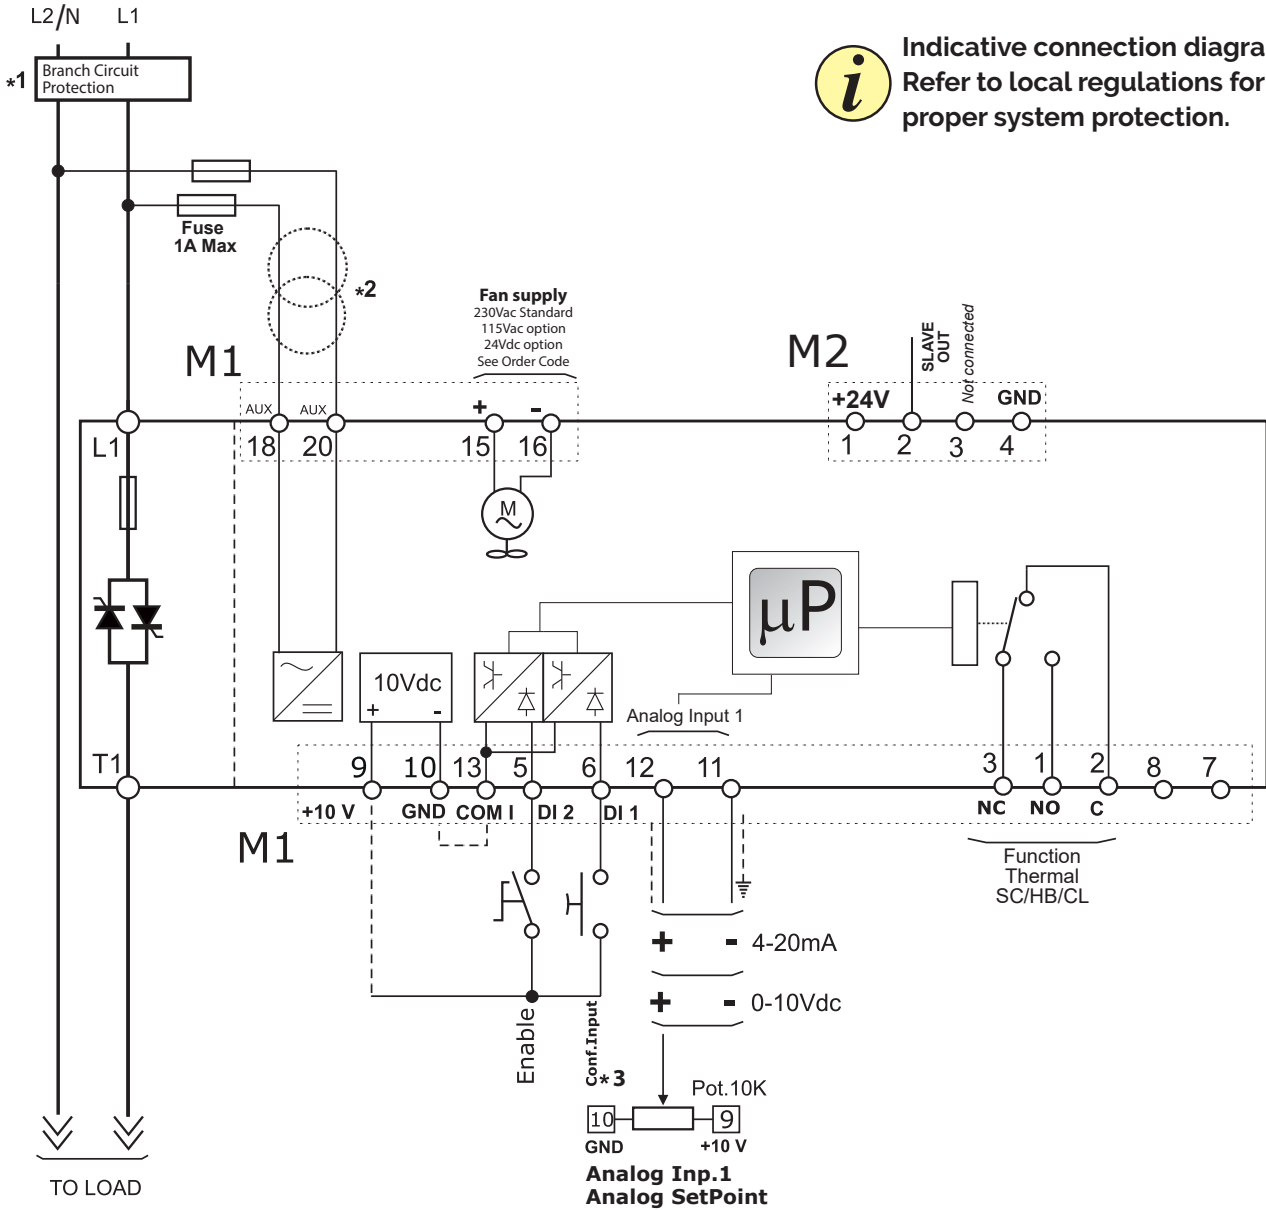 L2/N L1
*1 Branch Circuit
Protection
i
Indicative connection diagra
Refer to local regulations for
proper system protection.
Fuse
1A Max
*2
Fan supply
230Vac Standard
115Vac option
24Vdc option
See Order Code
M1
M2
SLAVE
OUT
Not connected
AUX AUX + -
+24V GND
L1 18 20 15 16
1 2 3 4
M
µP
10Vdc
+ -
Analog Input 1
T1 9 10 13 5 6 12 11 3 1 2 8 7
+10 V GND COM I DI 2 DI 1 NC NO C
M1
Function
Thermal
SC/HB/CL
+ - 4-20mA
+ - 0-10Vdc
Enable
Conf.Input
*3
Pot.10K
10 9
GND +10 V
Analog Inp.1
Analog SetPoint
TO LOAD